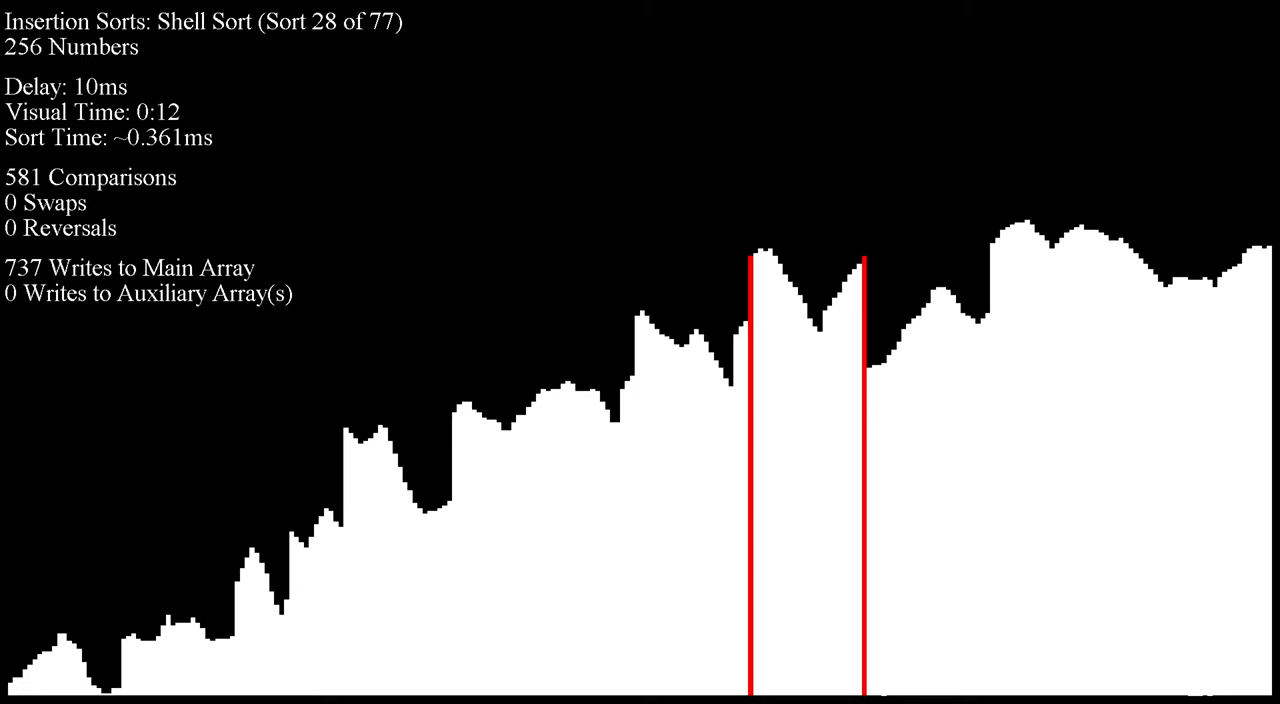 Insertion Sorts: Shell Sort (Sort 28 of 77)
256 Numbers
Delay: 10ms
Visual Time: 0:12
Sort Time: ~0.361ms
581 Comparisons
0 Swaps
0 Reversals
737 Writes to Main Array
0 Writes to Auxiliary Array(s)